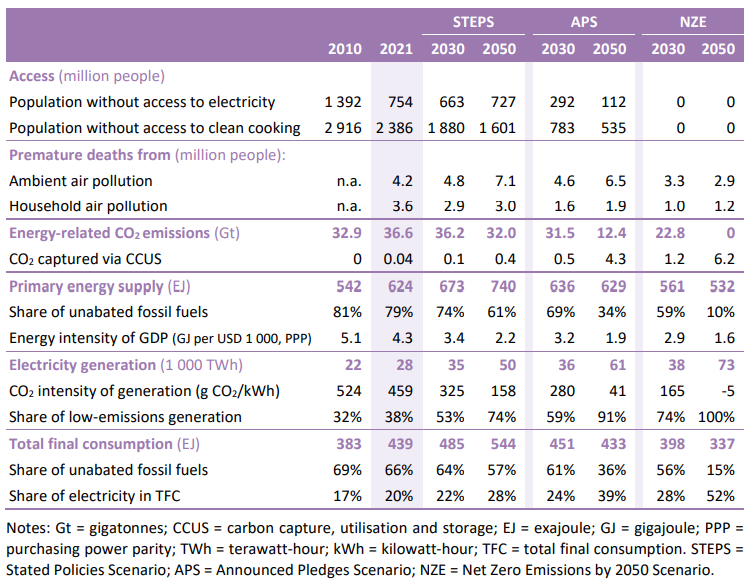 STEPS APS NZE
2010 2021 2030 2050 2030 2050 2030 2050
Access (million people)
Population without access to electricity 1 392 754 663 727 292 112 0 0
Population without access to clean cooking 2 916 2 386 1 880 1 601 783 535 0 0
Premature deaths from (million people):
Ambient air pollution n.a. 4.2 4.8 7.1 4.6 6.5 3.3 2.9
Household air pollution n.a. 3.6 2.9 3.0 1.6 1.9 1.0 1.2
Energy-related CO₂ emissions (Gt) 32.9 36.6 36.2 32.0 31.5 12.4 22.8 0
CO₂ captured via CCUS 0 0.04 0.1 0.4 0.5 4.3 1.2 6.2
Primary energy supply (EJ) 542 624 673 740 636 629 561 532
Share of unabated fossil fuels 81% 79% 74% 61% 69% 34% 59% 10%
Energy intensity of GDP (GJ per USD 1 000, PPP) 5.1 4.3 3.4 2.2 3.2 1.9 2.9 1.6
Electricity generation (1 000 TWh) 22 28 35 50 36 61 38 73
CO₂ intensity of generation (g CO₂/kWh) 524 459 325 158 280 41 165 -5
Share of low-emissions generation 32% 38% 53% 74% 59% 91% 74% 100%
Total final consumption (EJ) 383 439 485 544 451 433 398 337
Share of unabated fossil fuels 69% 66% 64% 57% 61% 36% 56% 15%
Share of electricity in TFC 17% 20% 22% 28% 24% 39% 28% 52%
Notes: Gt = gigatonnes; CCUS = carbon capture, utilisation and storage; EJ = exajoule; GJ = gigajoule; PPP =
purchasing power parity; TWh = terawatt-hour; kWh = kilowatt-hour; TFC = total final consumption. STEPS =
Stated Policies Scenario; APS = Announced Pledges Scenario; NZE = Net Zero Emissions by 2050 Scenario.